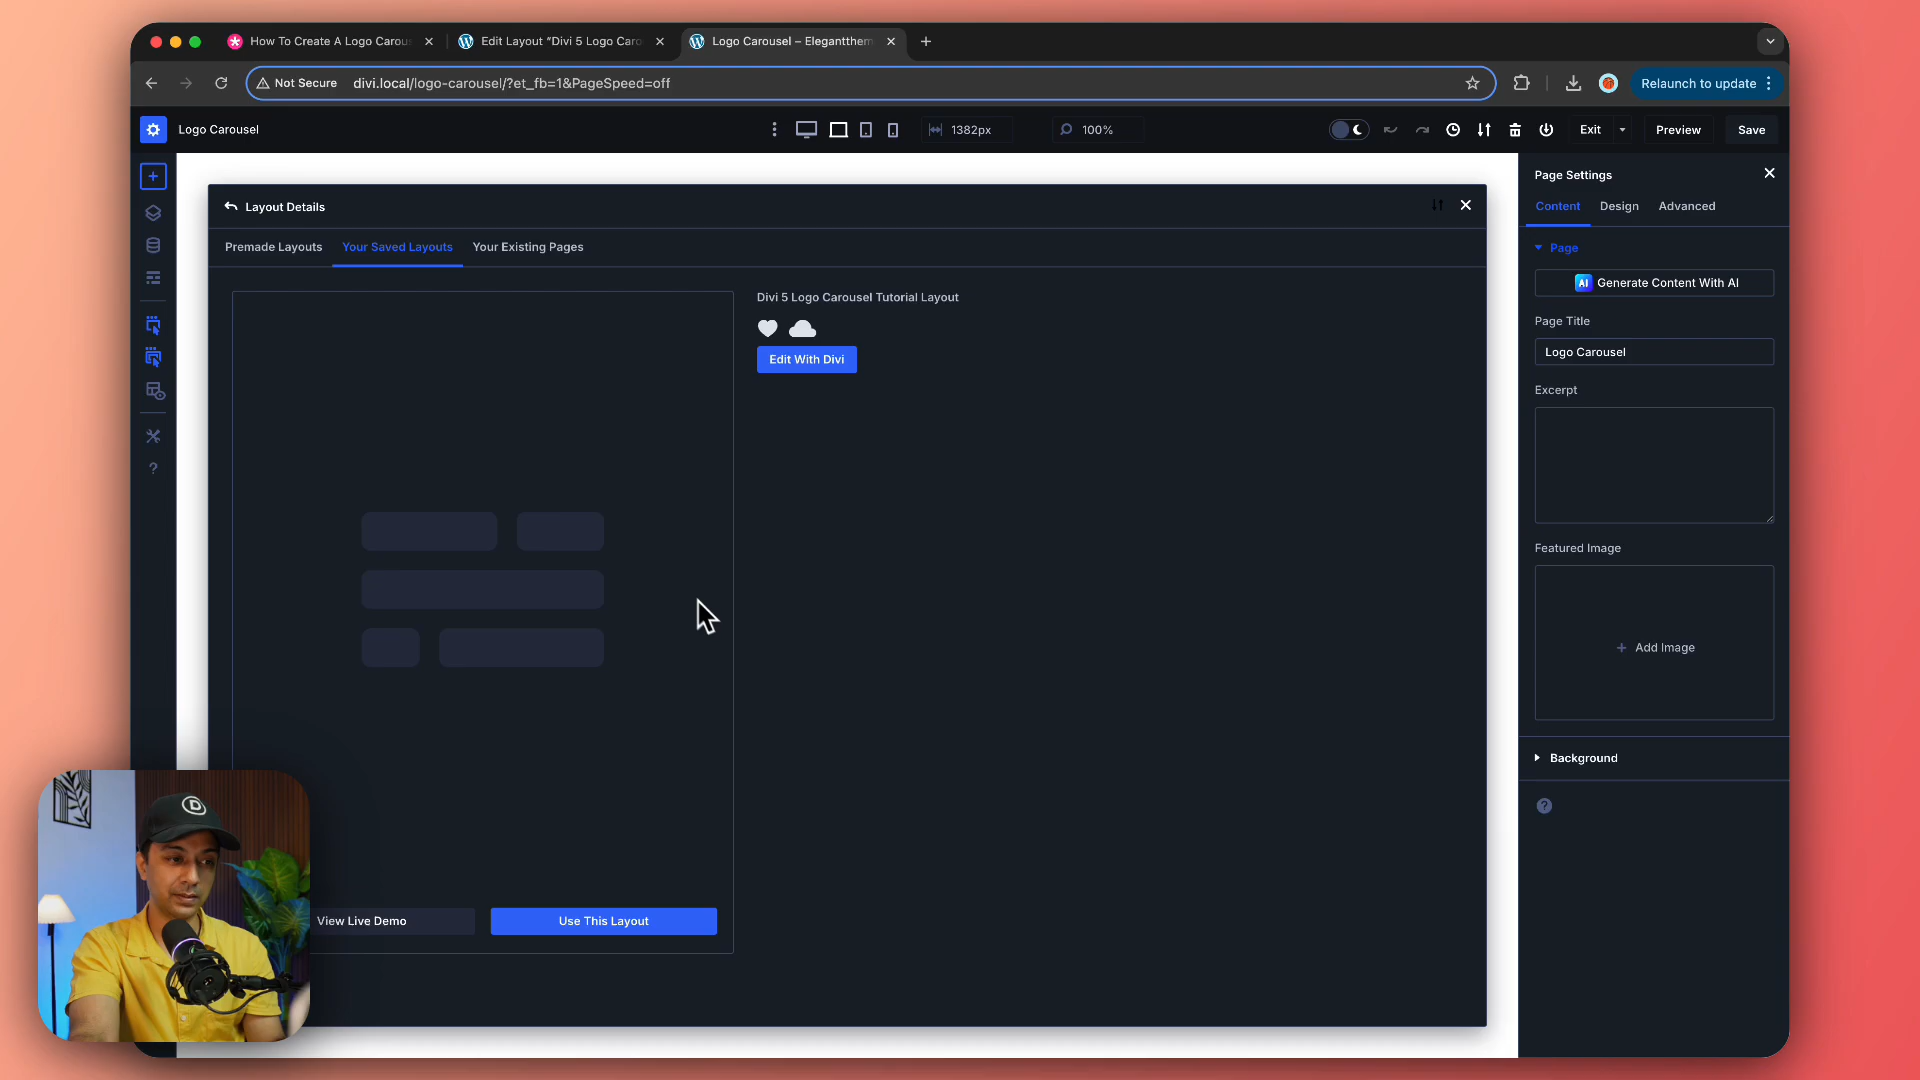 How To Create A Logo Carous
Edit Layout "Divi 5 Logo Caro
Logo Carousel – Elegantthem
Not Secure
divi.local/logo-carousel/?et_fb=1&PageSpeed=off
Relaunch to update
Logo Carousel
1382px
100%
Exit
Preview
Save
Layout Details
Premade Layouts
Your Saved Layouts
Your Existing Pages
Divi 5 Logo Carousel Tutorial Layout
Edit With Divi
View Live Demo
Use This Layout
Page Settings
Content
Design
Advanced
Page
AI Generate Content With AI
Page Title
Logo Carousel
Excerpt
Featured Image
+ Add Image
Background
D